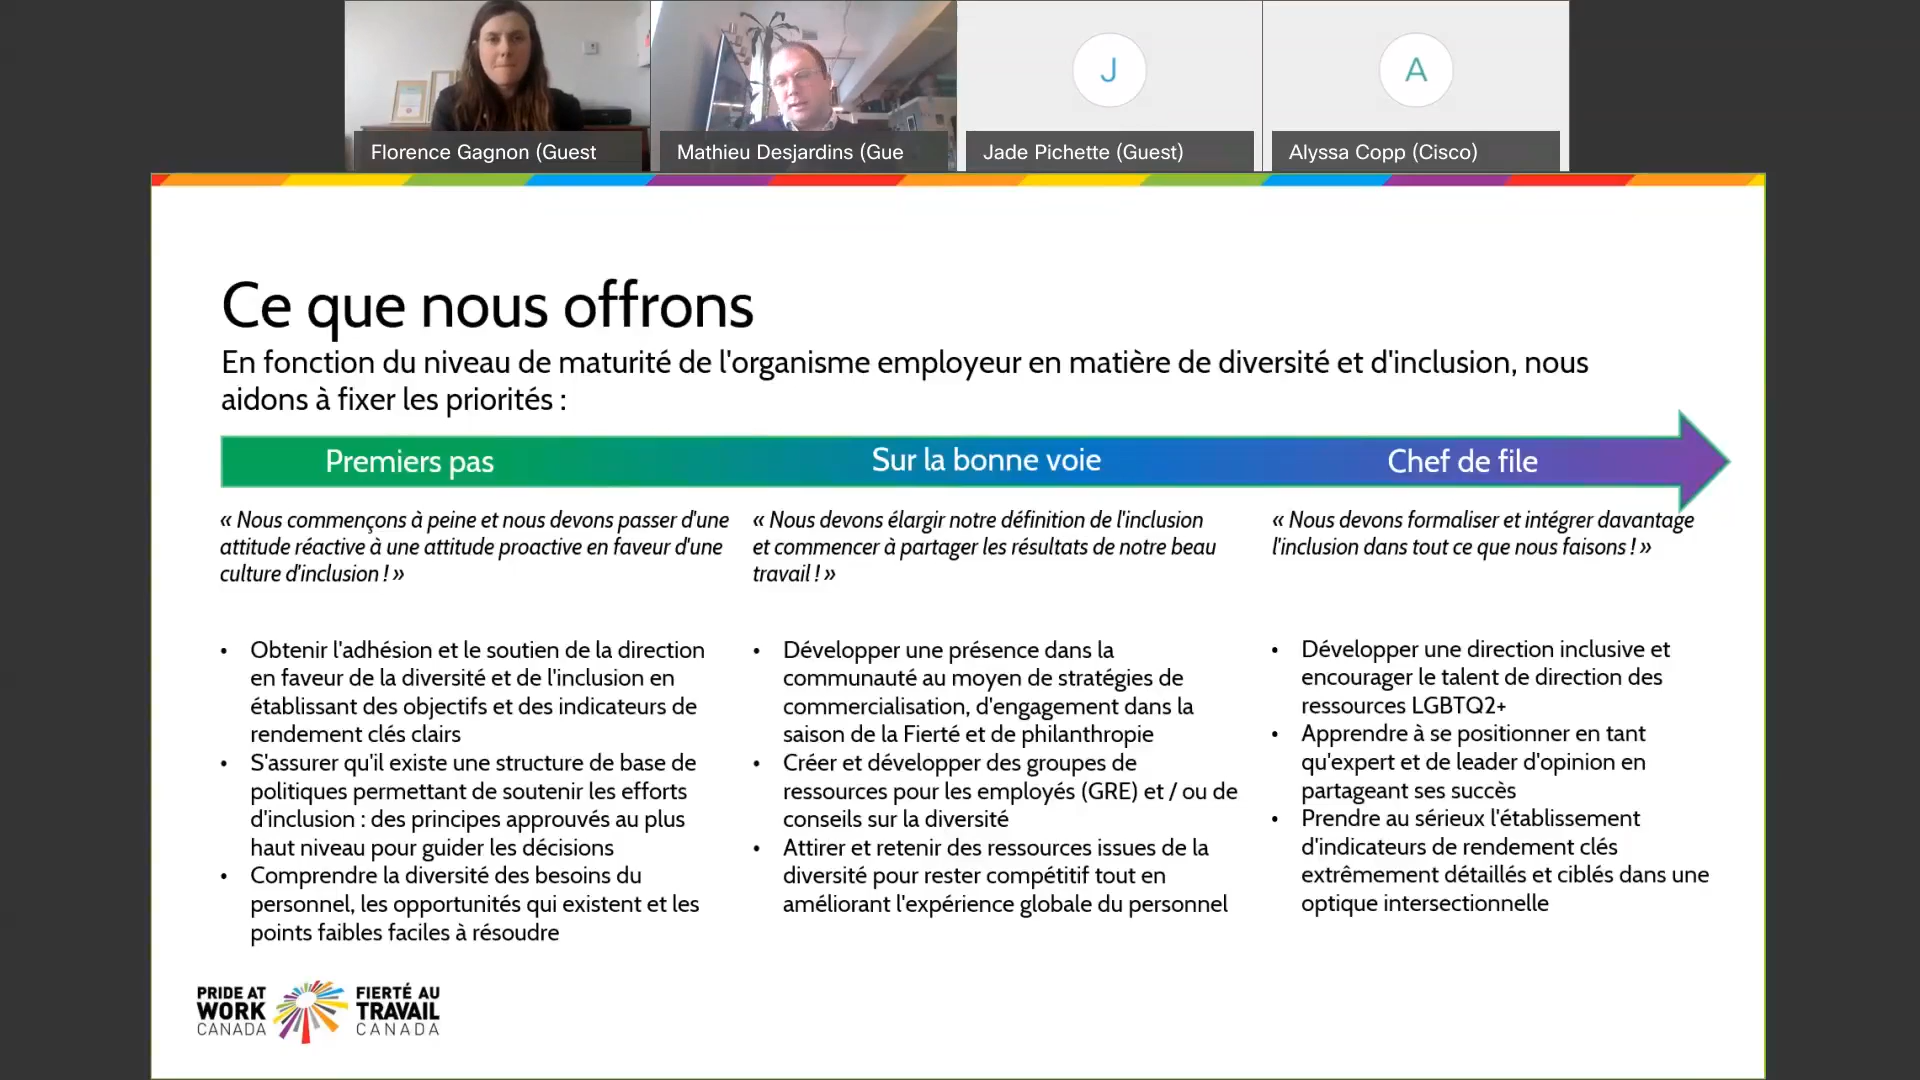 Florence Gagnon (Guest
Mathieu Desjardins (Gue
J
Jade Pichette (Guest)
A
Alyssa Copp (Cisco)
Ce que nous offrons
En fonction du niveau de maturité de l'organisme employeur en matière de diversité et d'inclusion, nous
aidons à fixer les priorités :
Premiers pas
« Nous commençons à peine et nous devons passer d'une
attitude réactive à une attitude proactive en faveur d'une
culture d'inclusion ! »
• Obtenir l'adhésion et le soutien de la direction
en faveur de la diversité et de l'inclusion en
établissant des objectifs et des indicateurs de
rendement clés clairs
• S'assurer qu'il existe une structure de base de
politiques permettant de soutenir les efforts
d'inclusion : des principes approuvés au plus
haut niveau pour guider les décisions
• Comprendre la diversité des besoins du
personnel, les opportunités qui existent et les
points faibles faciles à résoudre
Sur la bonne voie
« Nous devons élargir notre définition de l'inclusion
et commencer à partager les résultats de notre beau
travail ! »
• Développer une présence dans la
communauté au moyen de stratégies de
commercialisation, d'engagement dans la
saison de la Fierté et de philanthropie
• Créer et développer des groupes de
ressources pour les employés (GRE) et / ou de
conseils sur la diversité
• Attirer et retenir des ressources issues de la
diversité pour rester compétitif tout en
améliorant l'expérience globale du personnel
Chef de file
« Nous devons formaliser et intégrer davantage
l'inclusion dans tout ce que nous faisons ! »
• Développer une direction inclusive et
encourager le talent de direction des
ressources LGBTQ2+
• Apprendre à se positionner en tant
qu'expert et de leader d'opinion en
partageant ses succès
• Prendre au sérieux l'établissement
d'indicateurs de rendement clés
extrêmement détaillés et ciblés dans une
optique intersectionnelle
PRIDE AT
WORK
CANADA
FIERTÉ AU
TRAVAIL
CANADA